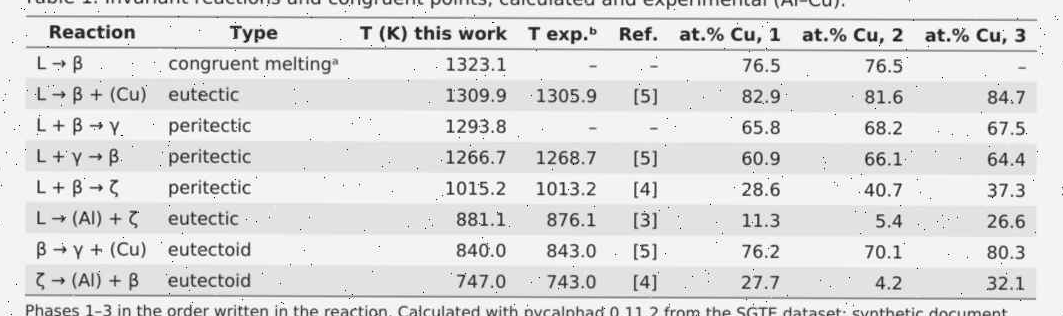 Table 1. Invariant reactions and congruent points, calculated and experimental (Al–Cu).
Reaction Type T (K) this work T exp.ᵇ Ref. at.% Cu, 1 at.% Cu, 2 at.% Cu, 3
L → β congruent meltingᵃ 1323.1 – – 76.5 76.5 –
L → β + (Cu) eutectic 1309.9 1305.9 [5] 82.9 81.6 84.7
L + β → γ peritectic 1293.8 – – 65.8 68.2 67.5
L + γ → β peritectic 1266.7 1268.7 [5] 60.9 66.1 64.4
L + β → ζ peritectic 1015.2 1013.2 [4] 28.6 40.7 37.3
L → (Al) + ζ eutectic 881.1 876.1 [3] 11.3 5.4 26.6
β → γ + (Cu) eutectoid 840.0 843.0 [5] 76.2 70.1 80.3
ζ → (Al) + β eutectoid 747.0 743.0 [4] 27.7 4.2 32.1
Phases 1–3 in the order written in the reaction. Calculated with pycalphad 0.11.2 from the SGTE dataset; synthetic document